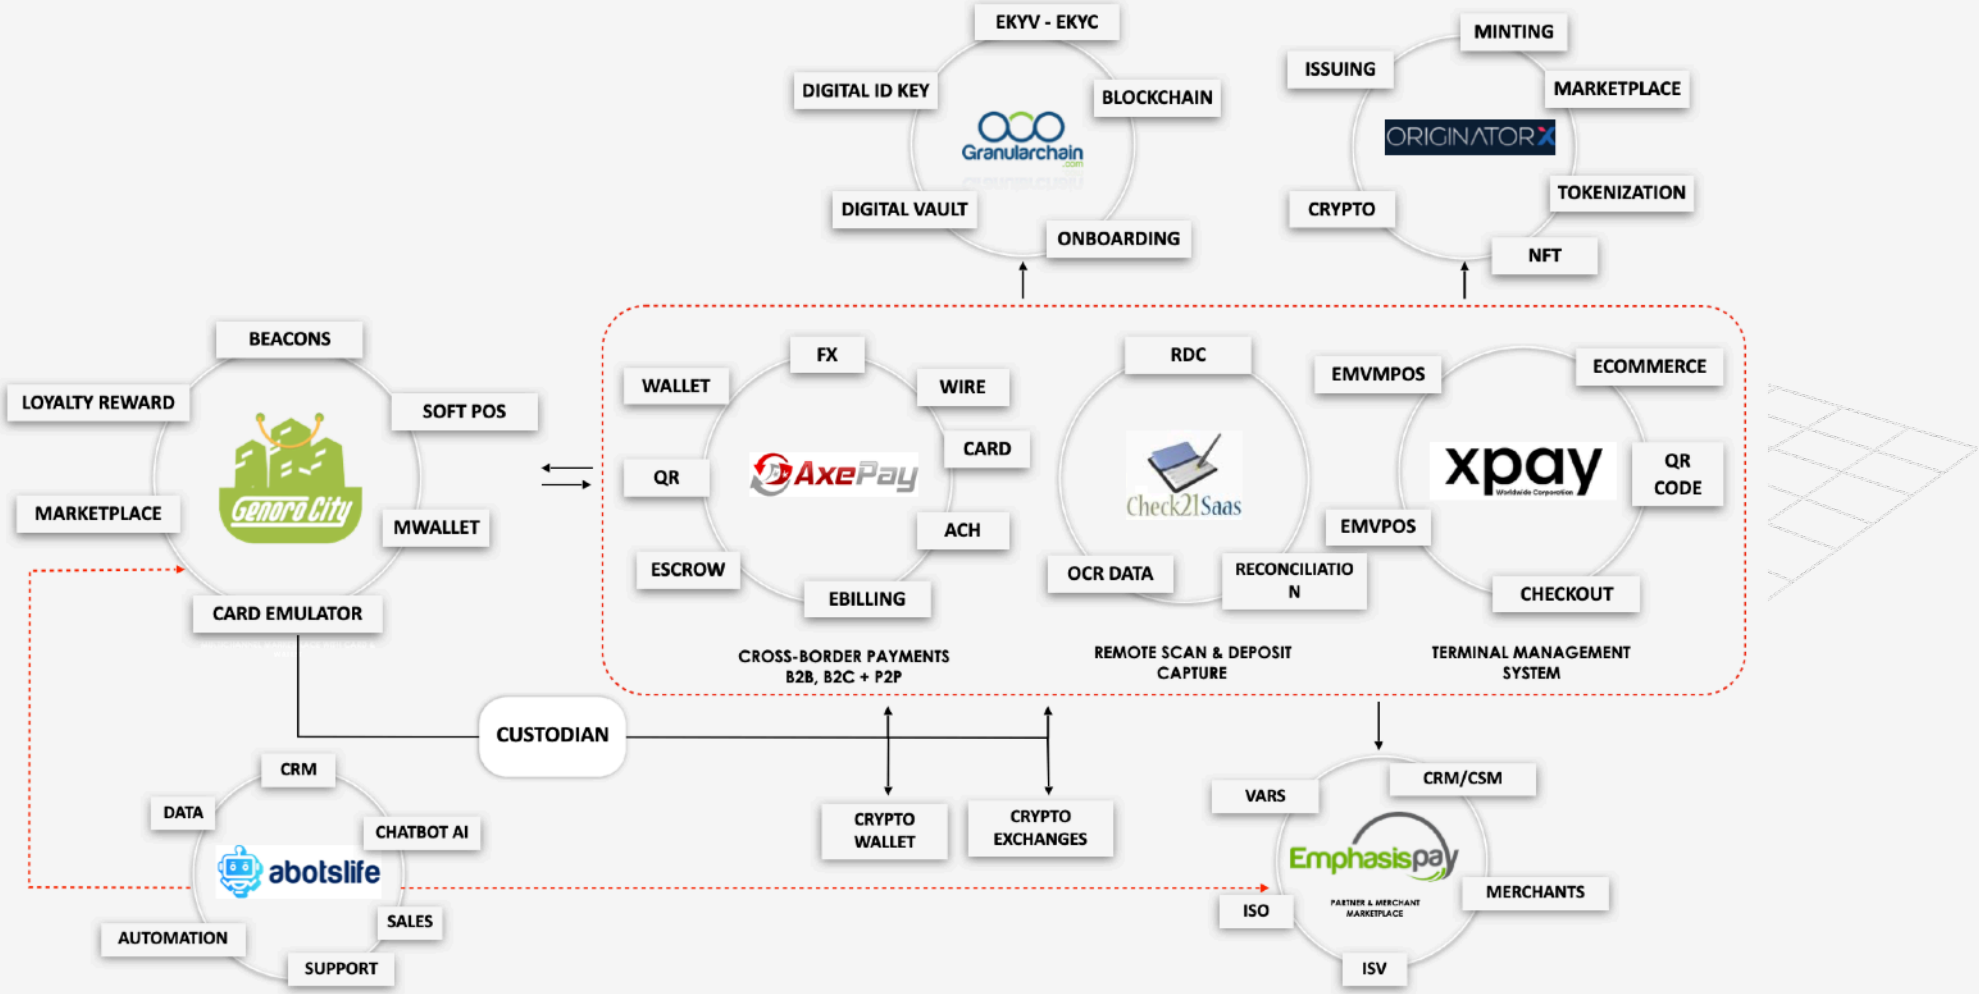 EKYV - EKYC
DIGITAL ID KEY
BLOCKCHAIN
Granularchain
.com
DIGITAL VAULT
ONBOARDING
MINTING
ISSUING
MARKETPLACE
ORIGINATORX
CRYPTO
TOKENIZATION
NFT
BEACONS
LOYALTY REWARD
SOFT POS
Genoro City
MARKETPLACE
MWALLET
CARD EMULATOR
FX
WALLET
WIRE
CARD
QR
AxePay
ACH
ESCROW
EBILLING
CROSS-BORDER PAYMENTS
B2B, B2C + P2P
RDC
Check21Saas
OCR DATA
RECONCILIATIO
N
REMOTE SCAN & DEPOSIT
CAPTURE
EMVMPOS
ECOMMERCE
xpay
Worldwide Corporation
QR
CODE
EMVPOS
CHECKOUT
TERMINAL MANAGEMENT
SYSTEM
CUSTODIAN
CRYPTO
WALLET
CRYPTO
EXCHANGES
CRM
DATA
CHATBOT AI
abotslife
SALES
AUTOMATION
SUPPORT
VARS
CRM/CSM
Emphasispay
PARTNER & MERCHANT
MARKETPLACE
MERCHANTS
ISO
ISV